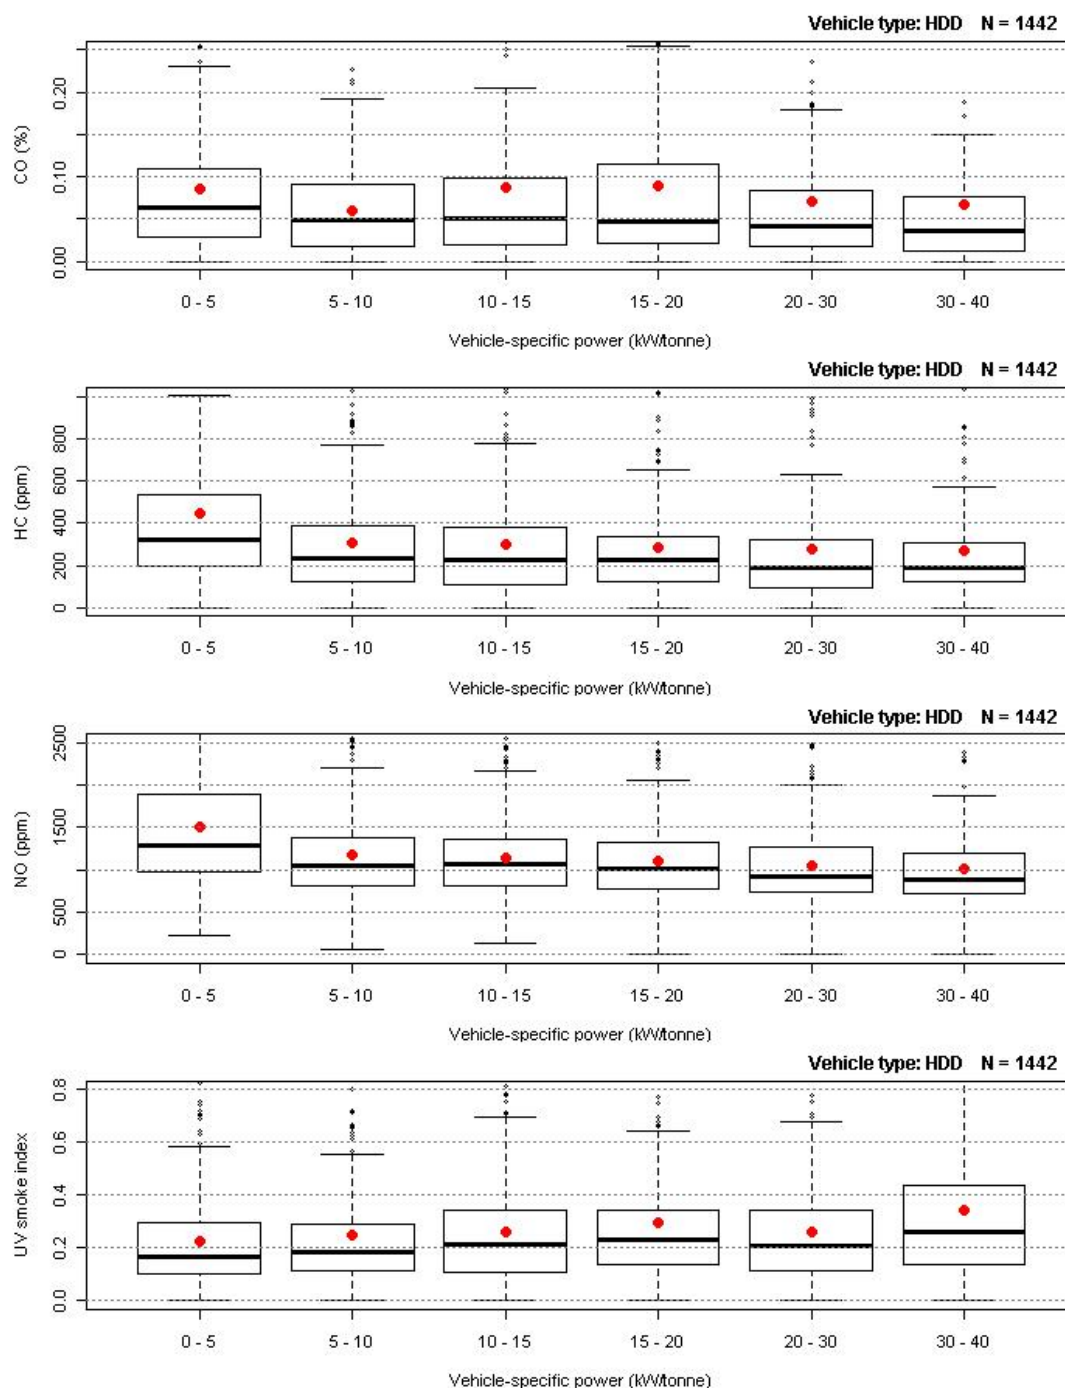 Vehicle type: HDD N = 1442
CO (%)
0.20
0.10
0.00
0 - 5 5 - 10 10 - 15 15 - 20 20 - 30 30 - 40
Vehicle-specific power (kW/tonne)
Vehicle type: HDD N = 1442
HC (ppm)
800
600
400
200
0
0 - 5 5 - 10 10 - 15 15 - 20 20 - 30 30 - 40
Vehicle-specific power (kW/tonne)
Vehicle type: HDD N = 1442
NO (ppm)
2500
1500
500
0
0 - 5 5 - 10 10 - 15 15 - 20 20 - 30 30 - 40
Vehicle-specific power (kW/tonne)
Vehicle type: HDD N = 1442
UV smoke index
0.8
0.6
0.4
0.2
0.0
0 - 5 5 - 10 10 - 15 15 - 20 20 - 30 30 - 40
Vehicle-specific power (kW/tonne)